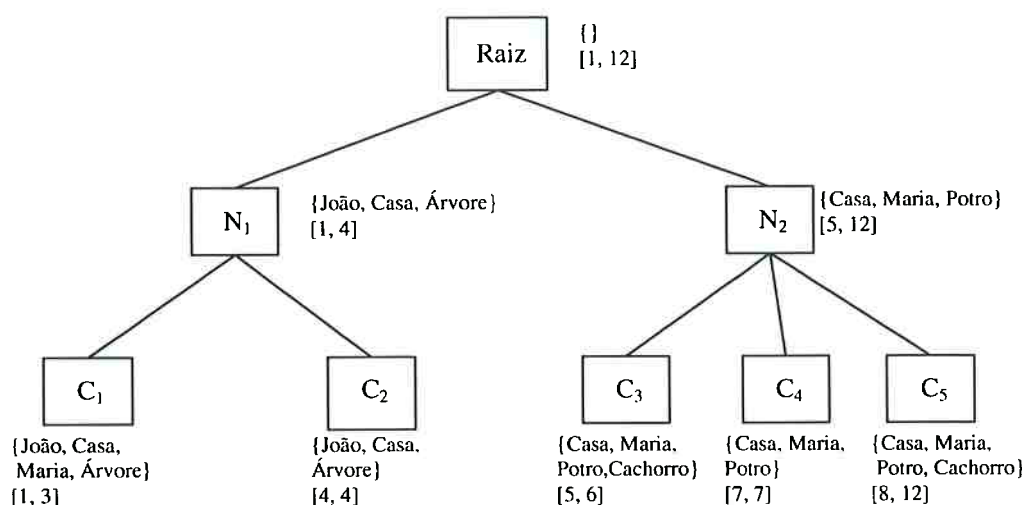 Raiz
{}
[1, 12]
N₁
{João, Casa, Árvore}
[1, 4]
N₂
{Casa, Maria, Potro}
[5, 12]
C₁
{João, Casa,
Maria, Árvore}
[1, 3]
C₂
{João, Casa,
Árvore}
[4, 4]
C₃
{Casa, Maria,
Potro,Cachorro}
[5, 6]
C₄
{Casa, Maria,
Potro}
[7, 7]
C₅
{Casa, Maria,
Potro, Cachorro}
[8, 12]